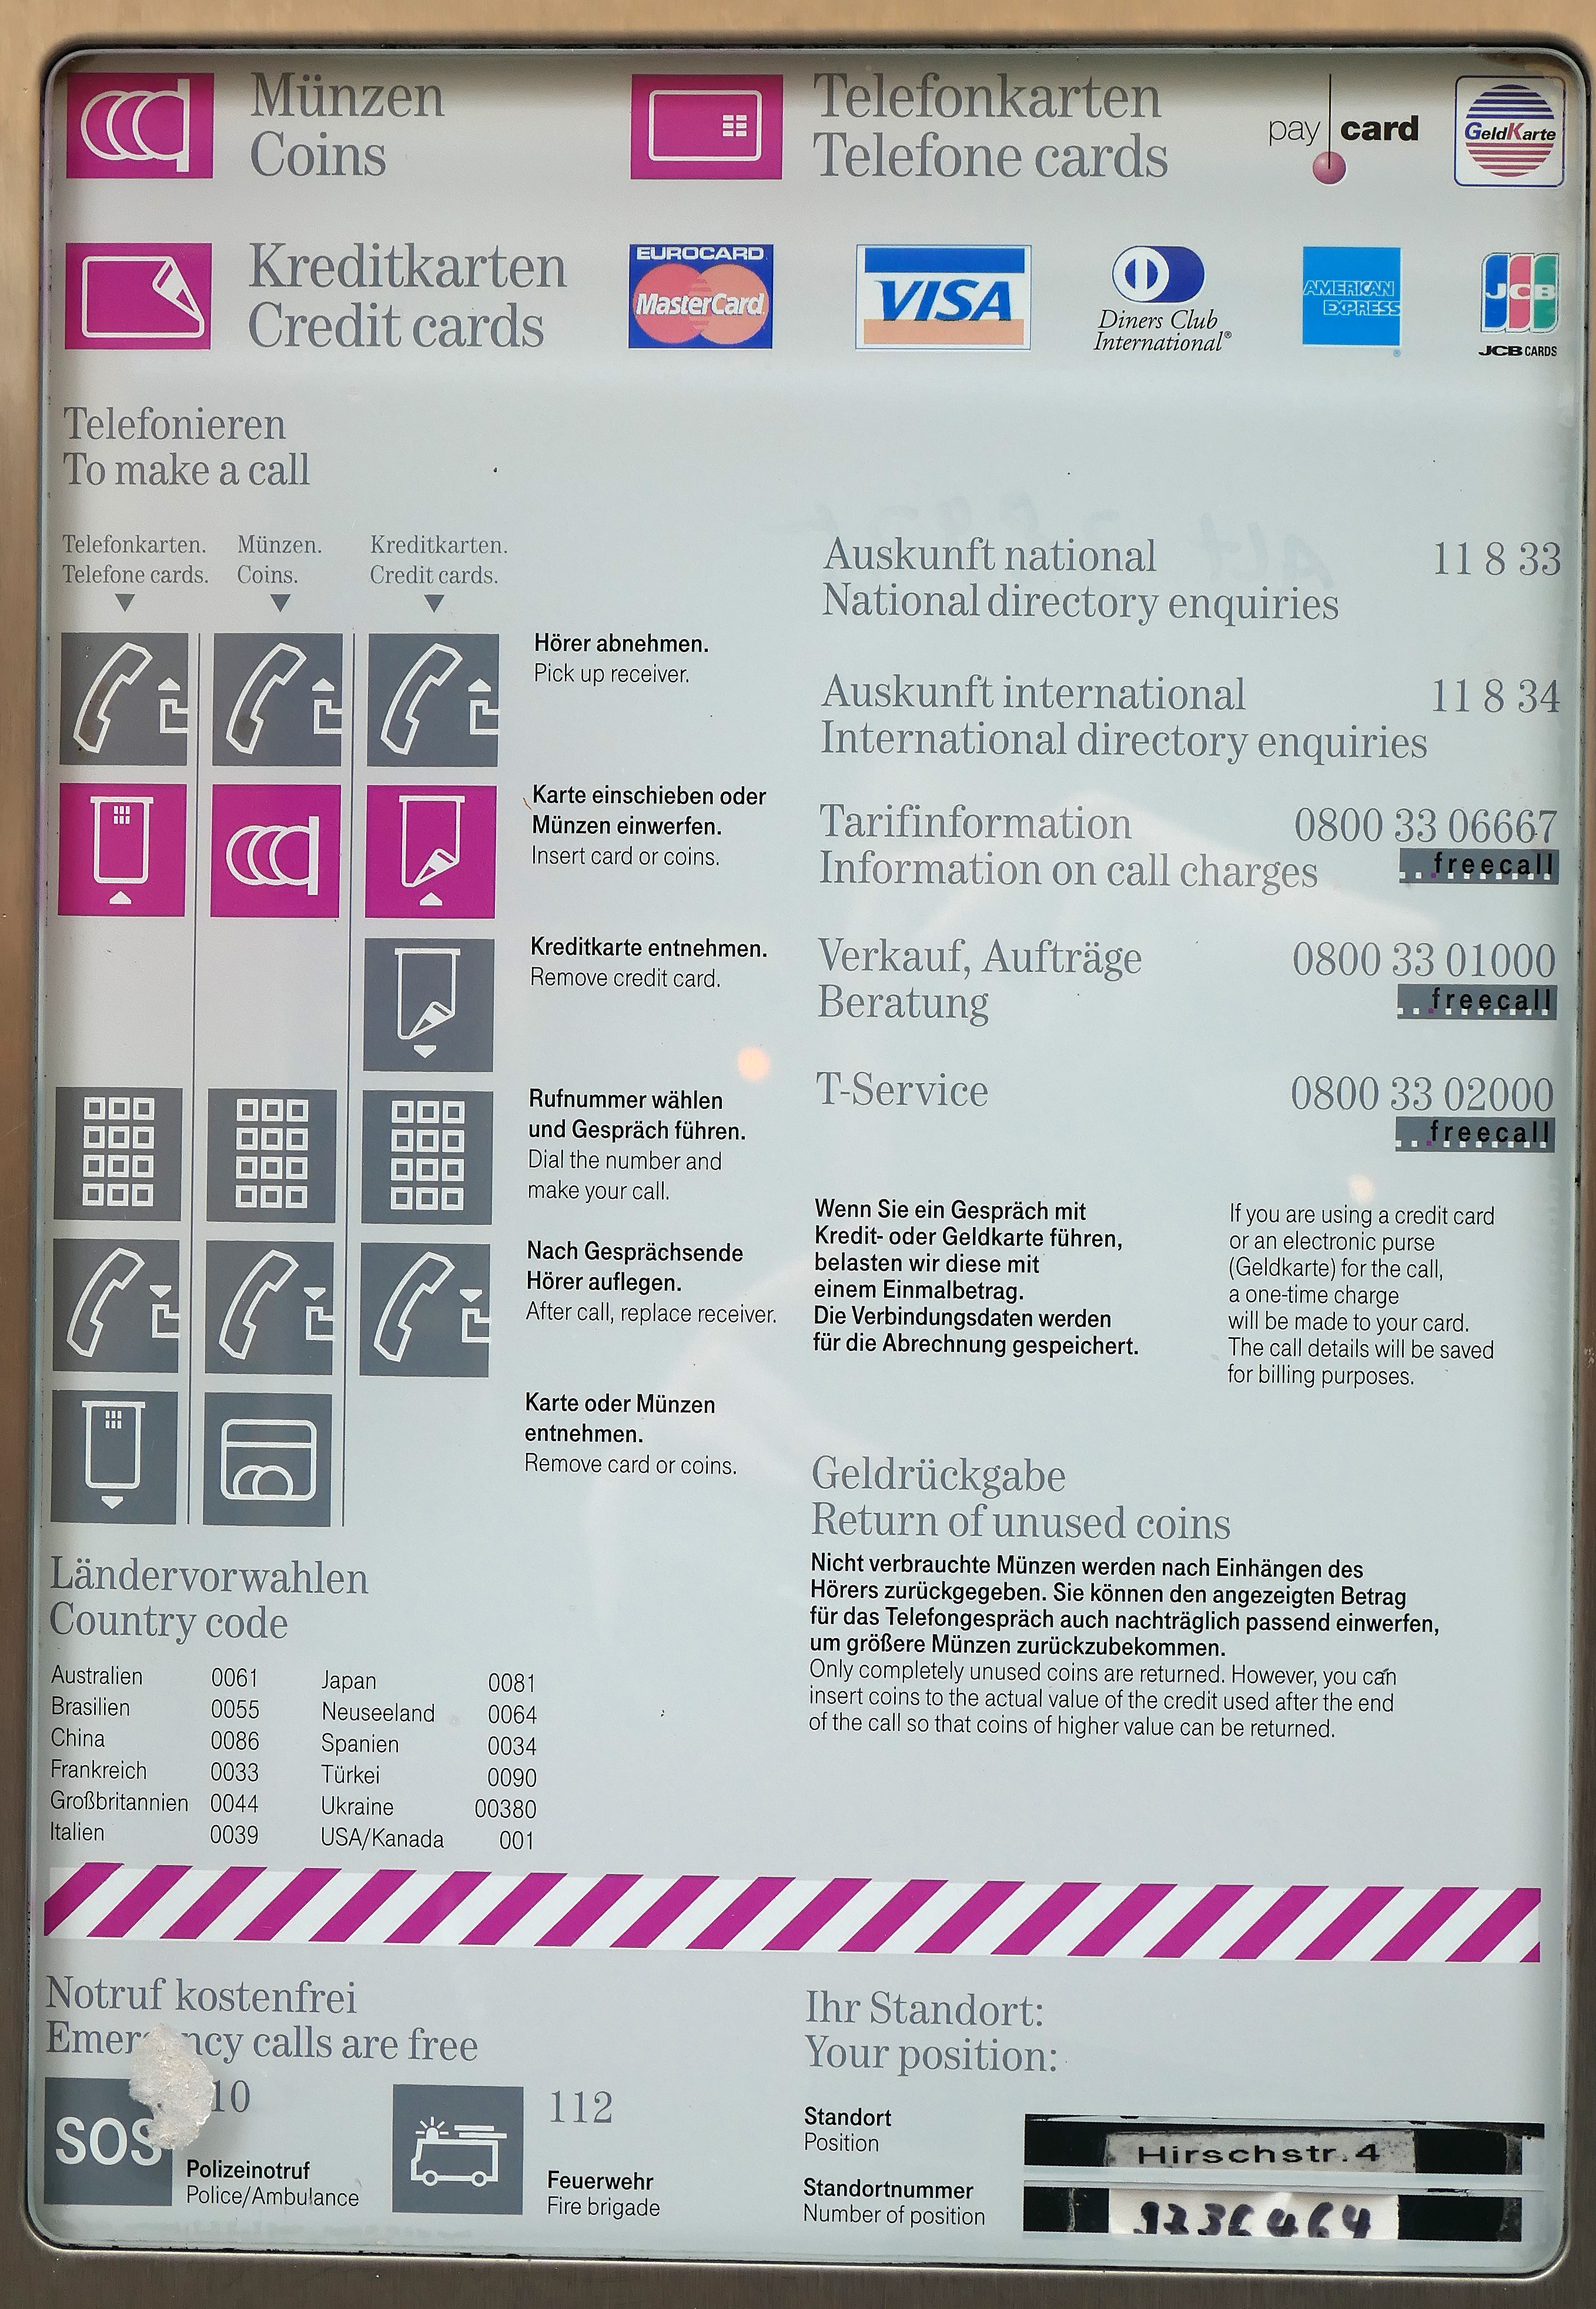 Münzen
Coins
Telefonkarten
Telefone cards
pay card
GeldKarte
Kreditkarten
Credit cards
EUROCARD
MasterCard
VISA
Diners Club
International®
AMERICAN
EXPRESS
®
JCB
JCB CARDS
Telefonieren
To make a call
Telefonkarten.
Telefone cards.
Münzen.
Coins.
Kreditkarten.
Credit cards.
Hörer abnehmen.
Pick up receiver.
Karte einschieben oder
Münzen einwerfen.
Insert card or coins.
Kreditkarte entnehmen.
Remove credit card.
Rufnummer wählen
und Gespräch führen.
Dial the number and
make your call.
Nach Gesprächsende
Hörer auflegen.
After call, replace receiver.
Karte oder Münzen
entnehmen.
Remove card or coins.
Auskunft national 11 8 33
National directory enquiries
Auskunft international 11 8 34
International directory enquiries
Tarifinformation 0800 33 06667
Information on call charges freecall
Verkauf, Aufträge 0800 33 01000
Beratung freecall
T-Service 0800 33 02000
freecall
Wenn Sie ein Gespräch mit
Kredit- oder Geldkarte führen,
belasten wir diese mit
einem Einmalbetrag.
Die Verbindungsdaten werden
für die Abrechnung gespeichert.
If you are using a credit card
or an electronic purse
(Geldkarte) for the call,
a one-time charge
will be made to your card.
The call details will be saved
for billing purposes.
Geldrückgabe
Return of unused coins
Nicht verbrauchte Münzen werden nach Einhängen des
Hörers zurückgegeben. Sie können den angezeigten Betrag
für das Telefongespräch auch nachträglich passend einwerfen,
um größere Münzen zurückzubekommen.
Only completely unused coins are returned. However, you can
insert coins to the actual value of the credit used after the end
of the call so that coins of higher value can be returned.
Ländervorwahlen
Country code
Australien 0061 Japan 0081
Brasilien 0055 Neuseeland 0064
China 0086 Spanien 0034
Frankreich 0033 Türkei 0090
Großbritannien 0044 Ukraine 00380
Italien 0039 USA/Kanada 001
Notruf kostenfrei
calls are free
SOS
Polizeinotruf
Police/Ambulance
112
Feuerwehr
Fire brigade
Ihr Standort:
Your position:
Standort
Position
Hirschstr.4
Standortnummer
Number of position